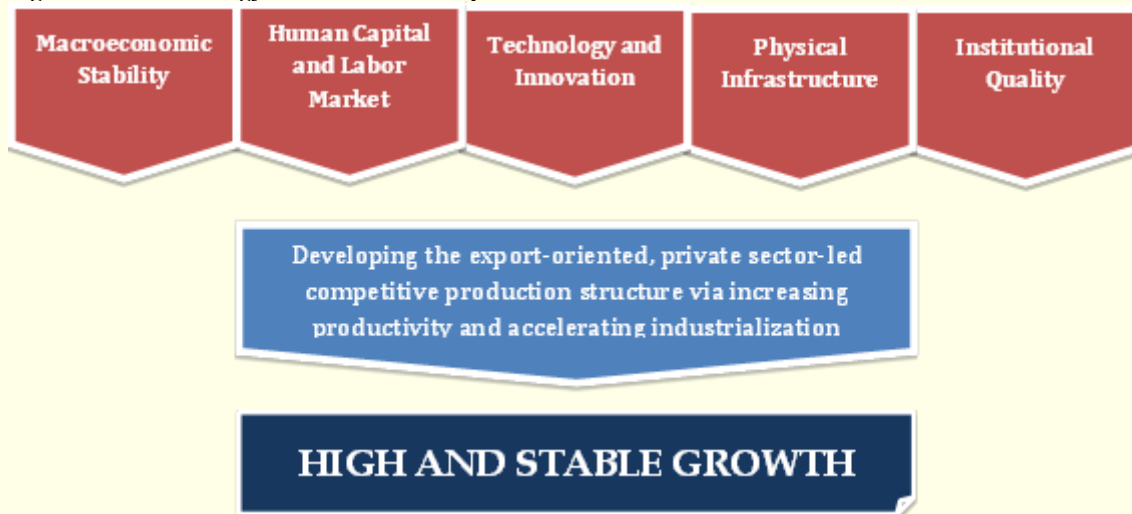 Macroeconomic
Stability
Human Capital
and Labor
Market
Technology and
Innovation
Physical
Infrastructure
Institutional
Quality
Developing the export-oriented, private sector-led
competitive production structure via increasing
productivity and accelerating industrialization
HIGH AND STABLE GROWTH